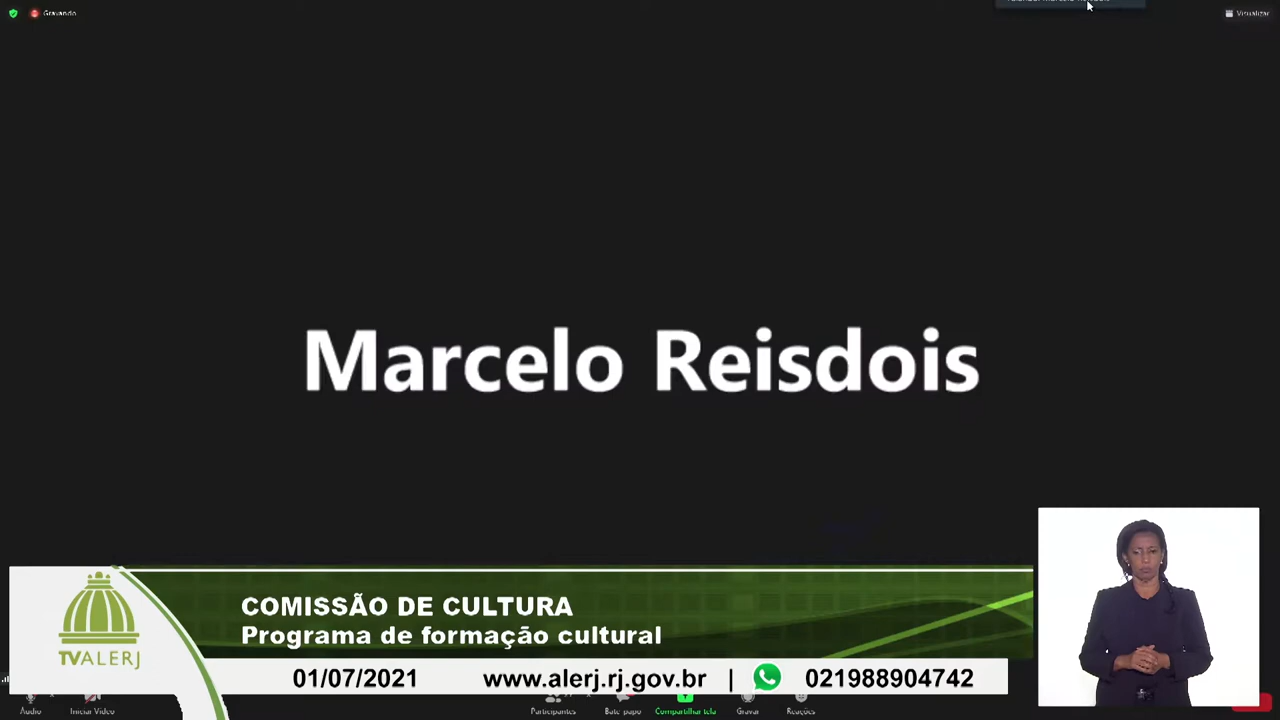 Gravando
Visualizar
Marcelo Reisdois
COMISSÃO DE CULTURA
Programa de formação cultural
TVALERJ
01/07/2021 www.alerj.rj.gov.br | 021988904742
Áudio Iniciar Vídeo Participantes Bate-papo Compartilhar tela Gravar Reações